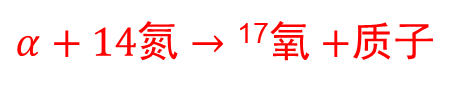 α + 14氮 → ¹⁷氧 +质子